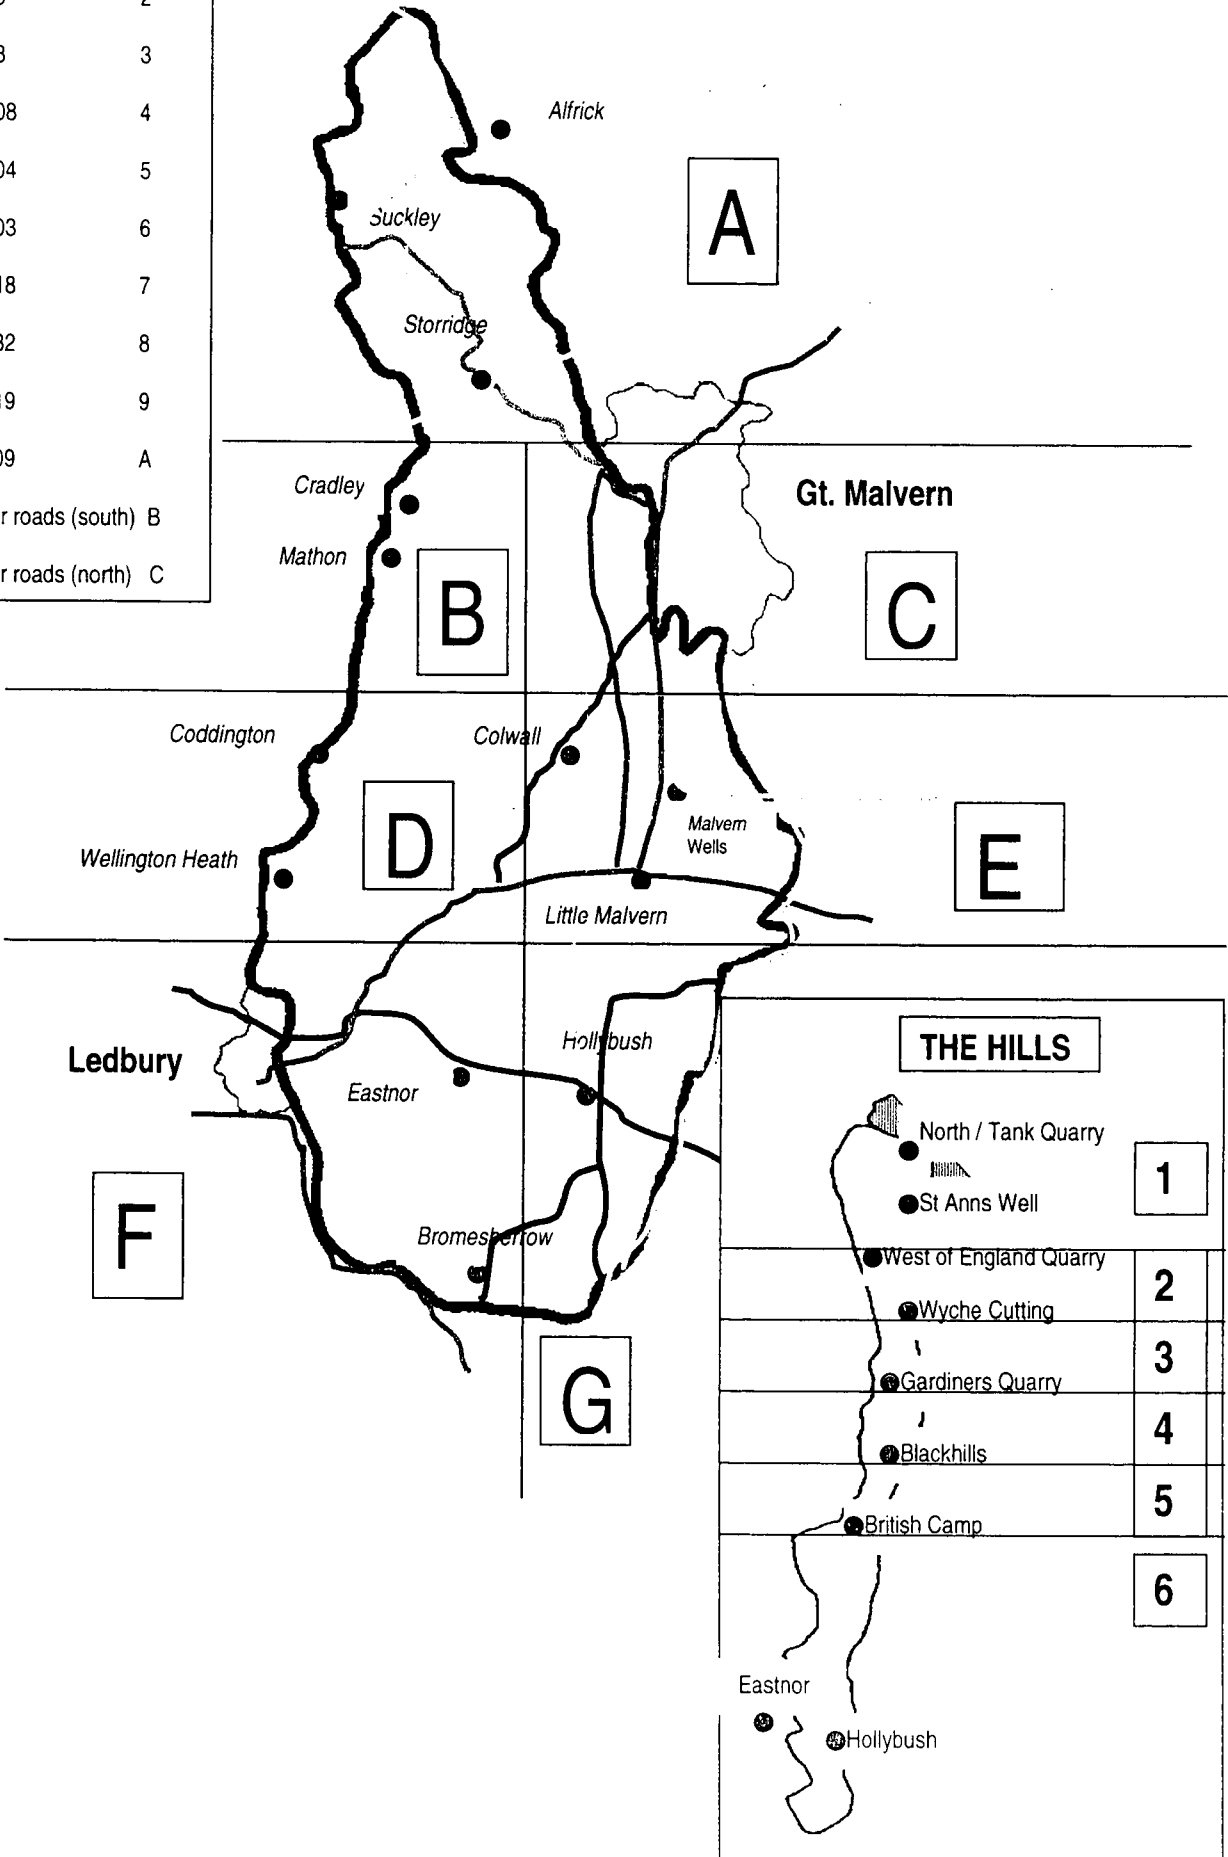 2
3
08 4
04 5
03 6
18 7
32 8
19 9
09 A
r roads (south) B
r roads (north) C
Alfrick
A
Suckley
Storridge
Cradley
Gt. Malvern
Mathon
B
C
Coddington
Colwall
D
Malvern
Wells
E
Wellington Heath
Little Malvern
THE HILLS
Hollybush
Ledbury
Eastnor
North / Tank Quarry
1
St Anns Well
F
Bromesberrow
West of England Quarry
2
Wyche Cutting
3
G
Gardiners Quarry
4
Blackhills
5
British Camp
6
Eastnor
Hollybush